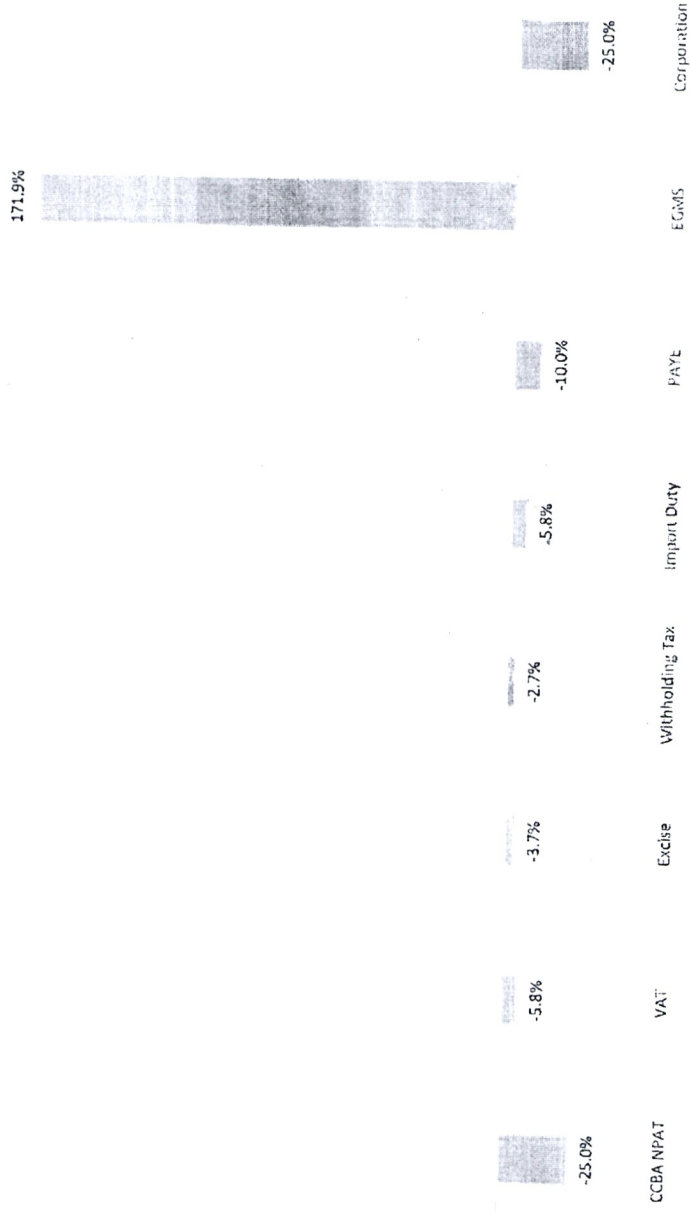 171.9%
-25.0%
-5.8%
-3.7%
-2.7%
-5.8%
-10.0%
-25.0%
CCBA NPAT
VAT
Excise
Withholding Tax
Import Duty
PAYE
EGMS
Corporation